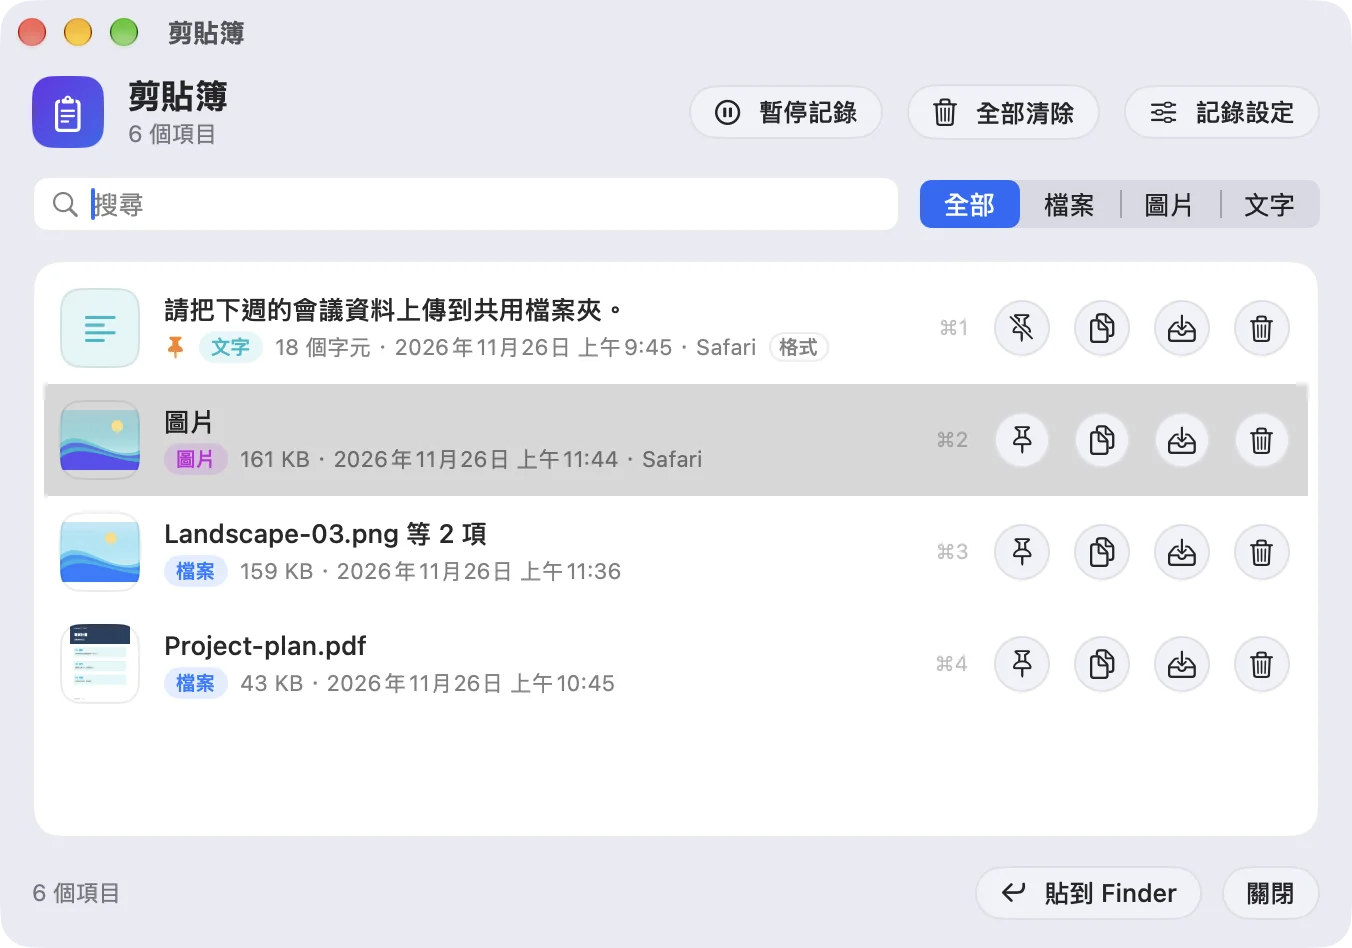 剪貼簿
剪貼簿
6 個項目
暫停記錄
全部清除
記錄設定
搜尋
全部
檔案
圖片
文字
請把下週的會議資料上傳到共用檔案夾。
文字 18 個字元 · 2026年11月26日 上午9:45 · Safari 格式
⌘1
圖片
圖片 161 KB · 2026年11月26日 上午11:44 · Safari
⌘2
Landscape-03.png 等 2 項
檔案 159 KB · 2026年11月26日 上午11:36
⌘3
Project-plan.pdf
檔案 43 KB · 2026年11月26日 上午10:45
⌘4
6 個項目
貼到 Finder
關閉